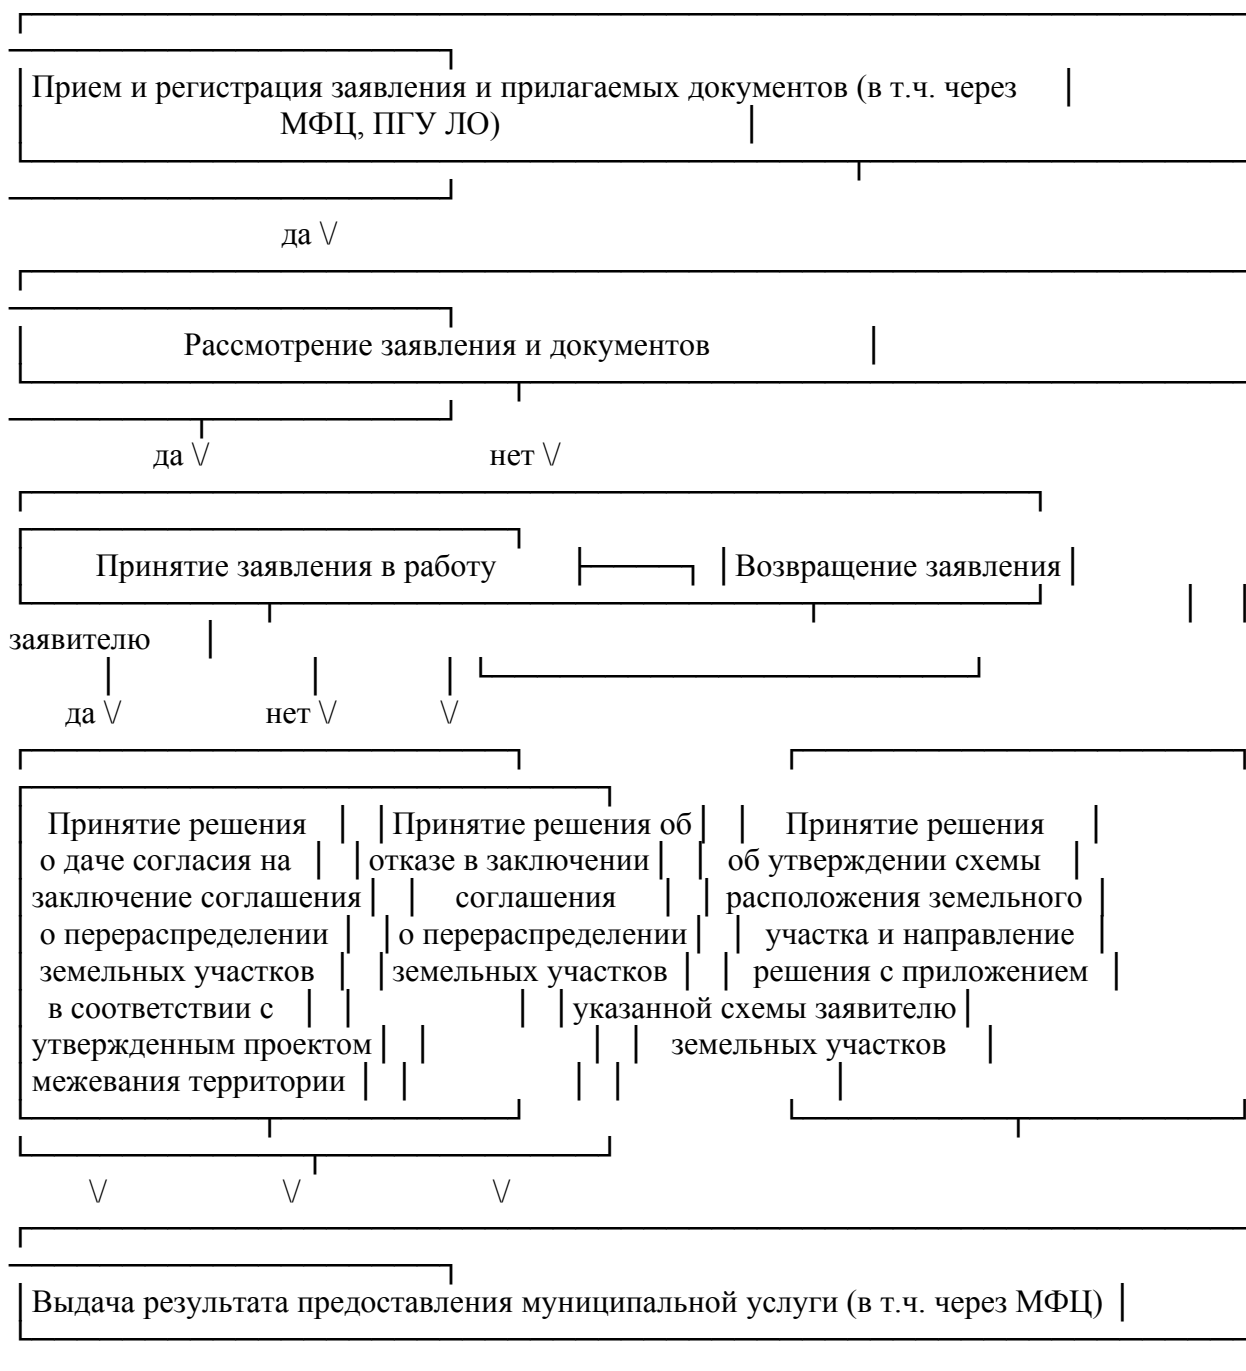 Прием и регистрация заявления и прилагаемых документов (в т.ч. через
МФЦ, ПГУ ЛО)
да \/
Рассмотрение заявления и документов
да \/ нет \/
Принятие заявления в работу Возвращение заявления
заявителю
да \/ нет \/ \/
Принятие решения Принятие решения об Принятие решения
о даче согласия на отказе в заключении об утверждении схемы
заключение соглашения соглашения расположения земельного
о перераспределении о перераспределении участка и направление
земельных участков земельных участков решения с приложением
в соответствии с указанной схемы заявителю
утвержденным проектом земельных участков
межевания территории
\/ \/ \/
Выдача результата предоставления муниципальной услуги (в т.ч. через МФЦ)